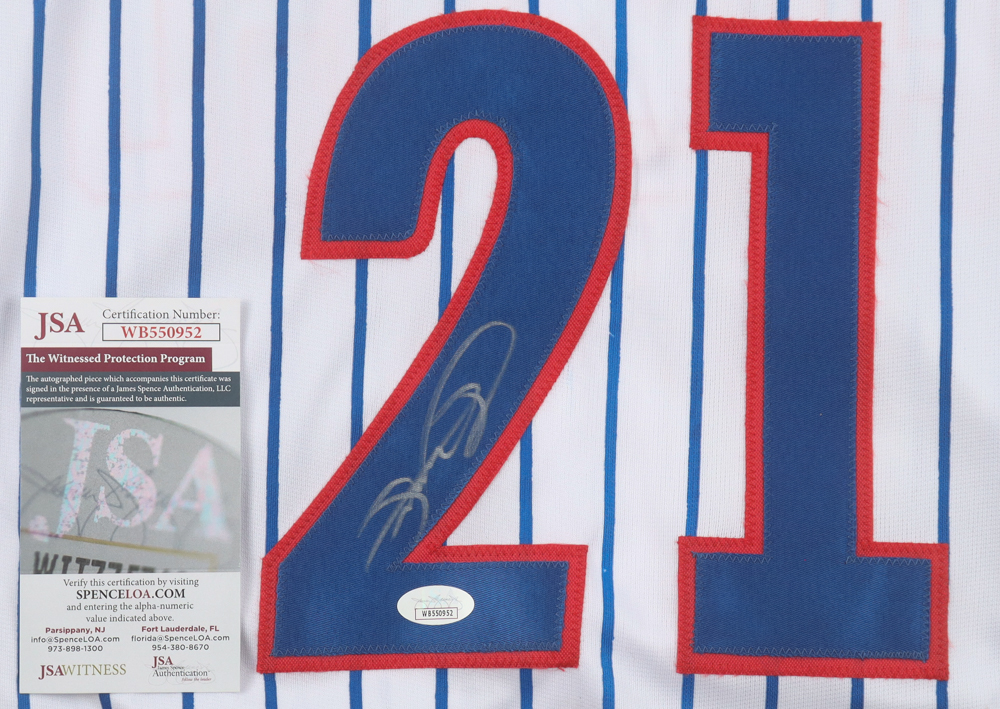 21
JSA
Certification Number:
WB550952
The Witnessed Protection Program
The autographed piece which accompanies this certificate was
signed in the presence of a James Spence Authentication, LLC
representative and is guaranteed to be authentic.
JSA
Verify this certification by visiting
SPENCELOA.COM
and entering the alpha-numeric
value indicated above.
Parsippany, NJ
info@SpenceLOA.com
973-898-1300
Fort Lauderdale, FL
florida@SpenceLOA.com
954-380-8670
JSAWITNESS
JSA
Authentication
WB550952